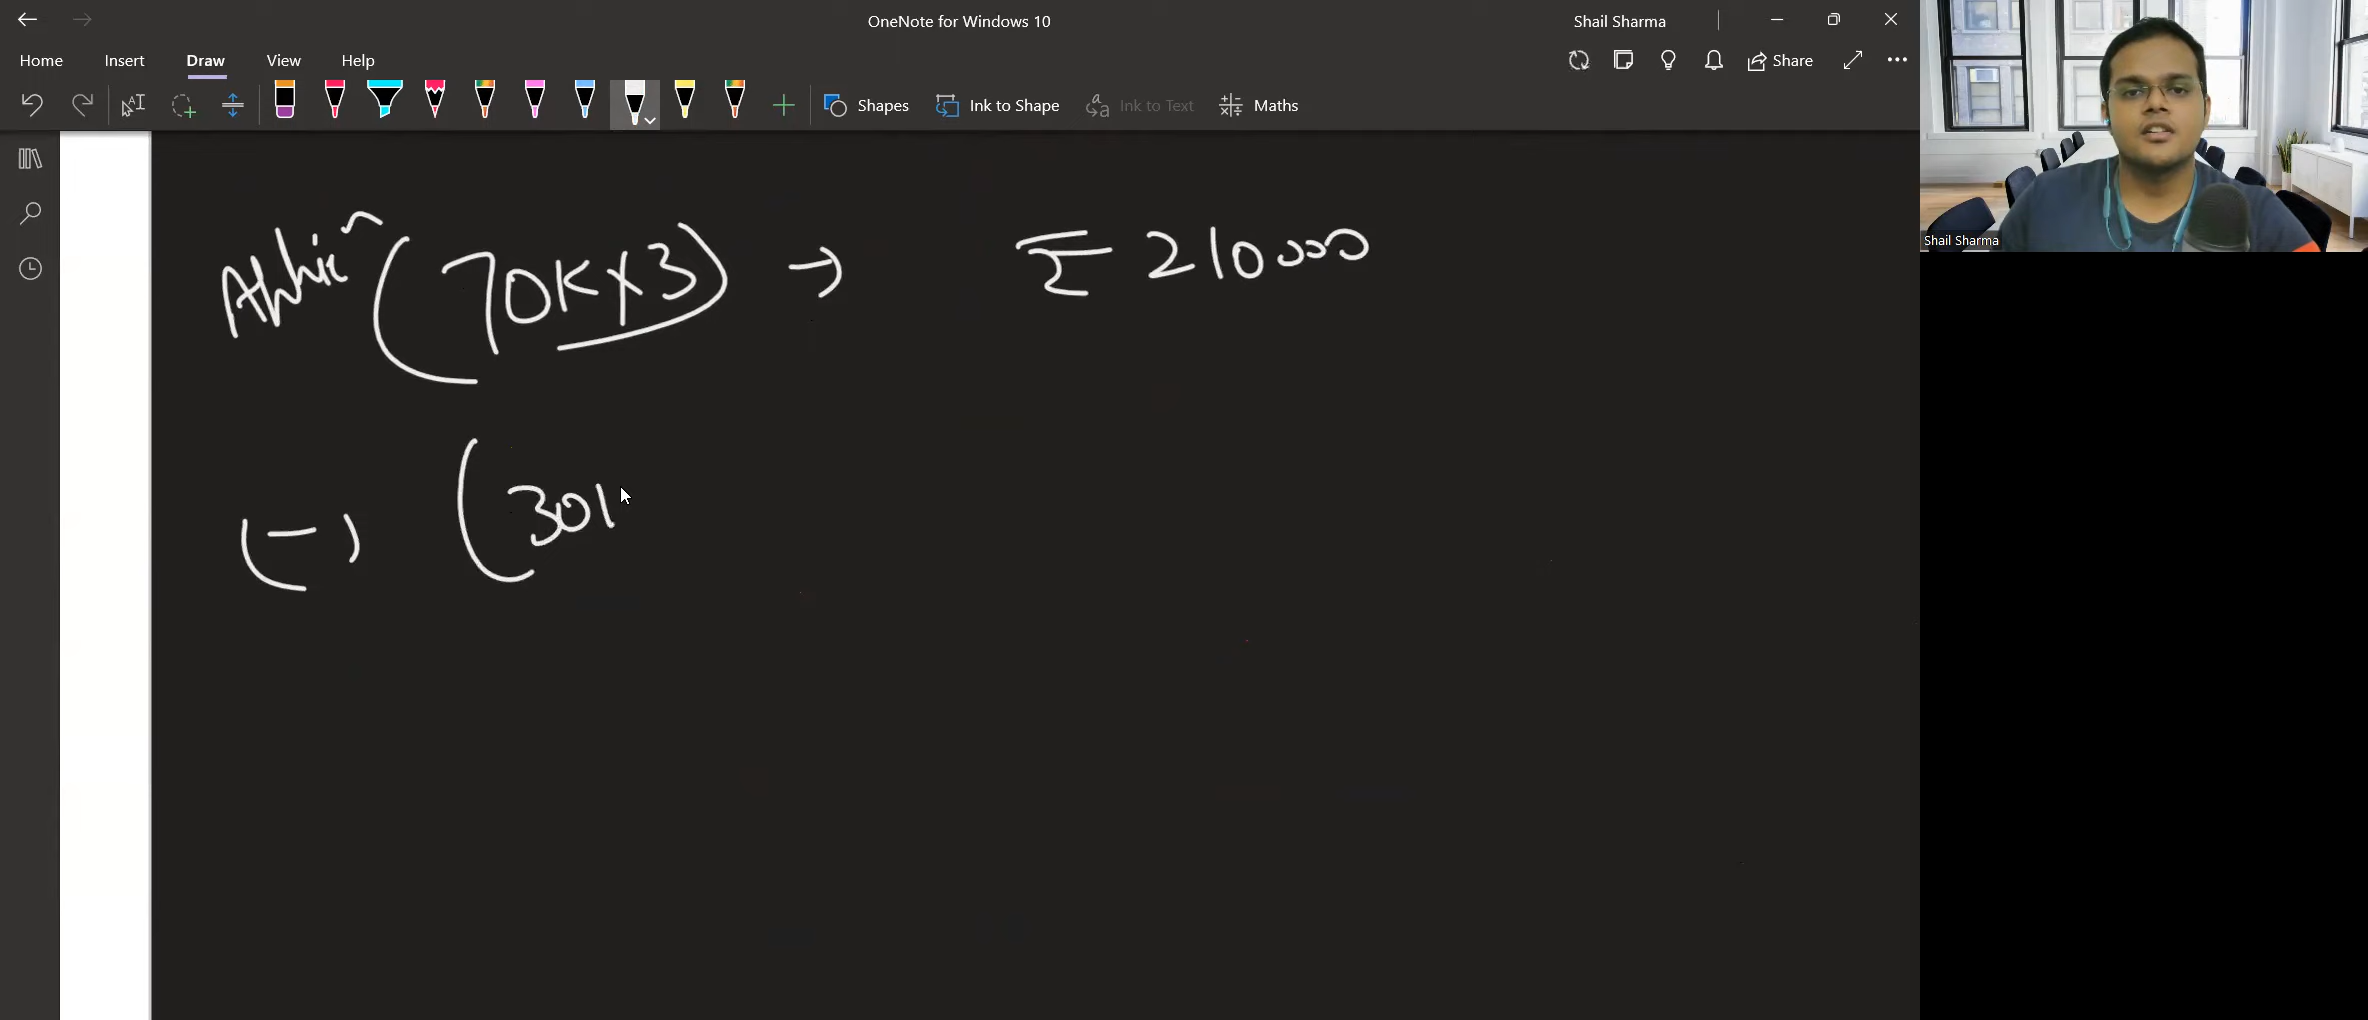 OneNote for Windows 10
Shail Sharma
Home Insert Draw View Help
Share
Shapes Ink to Shape Ink to Text Maths
Shail Sharma
(70K×3) → ₹ 210000
(-) (301